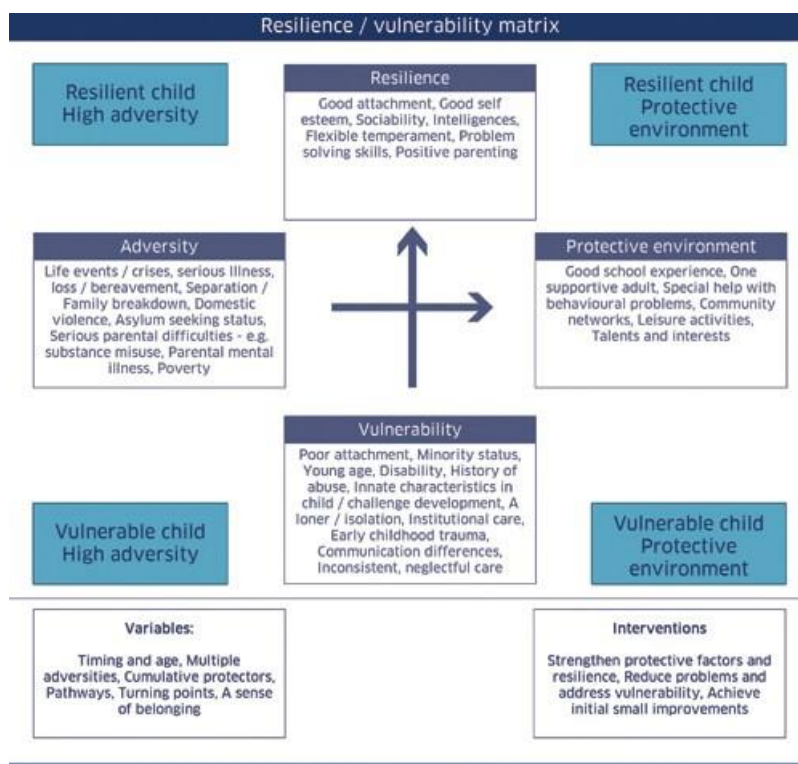 Resilience / vulnerability matrix
Resilient child
High adversity
Resilience
Good attachment, Good self
esteem, Sociability, Intelligences,
Flexible temperament, Problem
solving skills, Positive parenting
Resilient child
Protective
environment
Adversity
Life events / crises, serious Illness,
loss / bereavement, Separation /
Family breakdown, Domestic
violence, Asylum seeking status,
Serious parental difficulties - e.g.
substance misuse, Parental mental
illness, Poverty
Protective environment
Good school experience, One
supportive adult, Special help with
behavioural problems, Community
networks, Leisure activities,
Talents and interests
Vulnerability
Poor attachment, Minority status,
Young age, Disability, History of
abuse, Innate characteristics in
child / challenge development, A
loner / isolation, Institutional care,
Early childhood trauma,
Communication differences,
Inconsistent, neglectful care
Vulnerable child
High adversity
Vulnerable child
Protective
environment
Variables:
Timing and age, Multiple
adversities, Cumulative protectors,
Pathways, Turning points, A sense
of belonging
Interventions
Strengthen protective factors and
resilience, Reduce problems and
address vulnerability, Achieve
initial small improvements